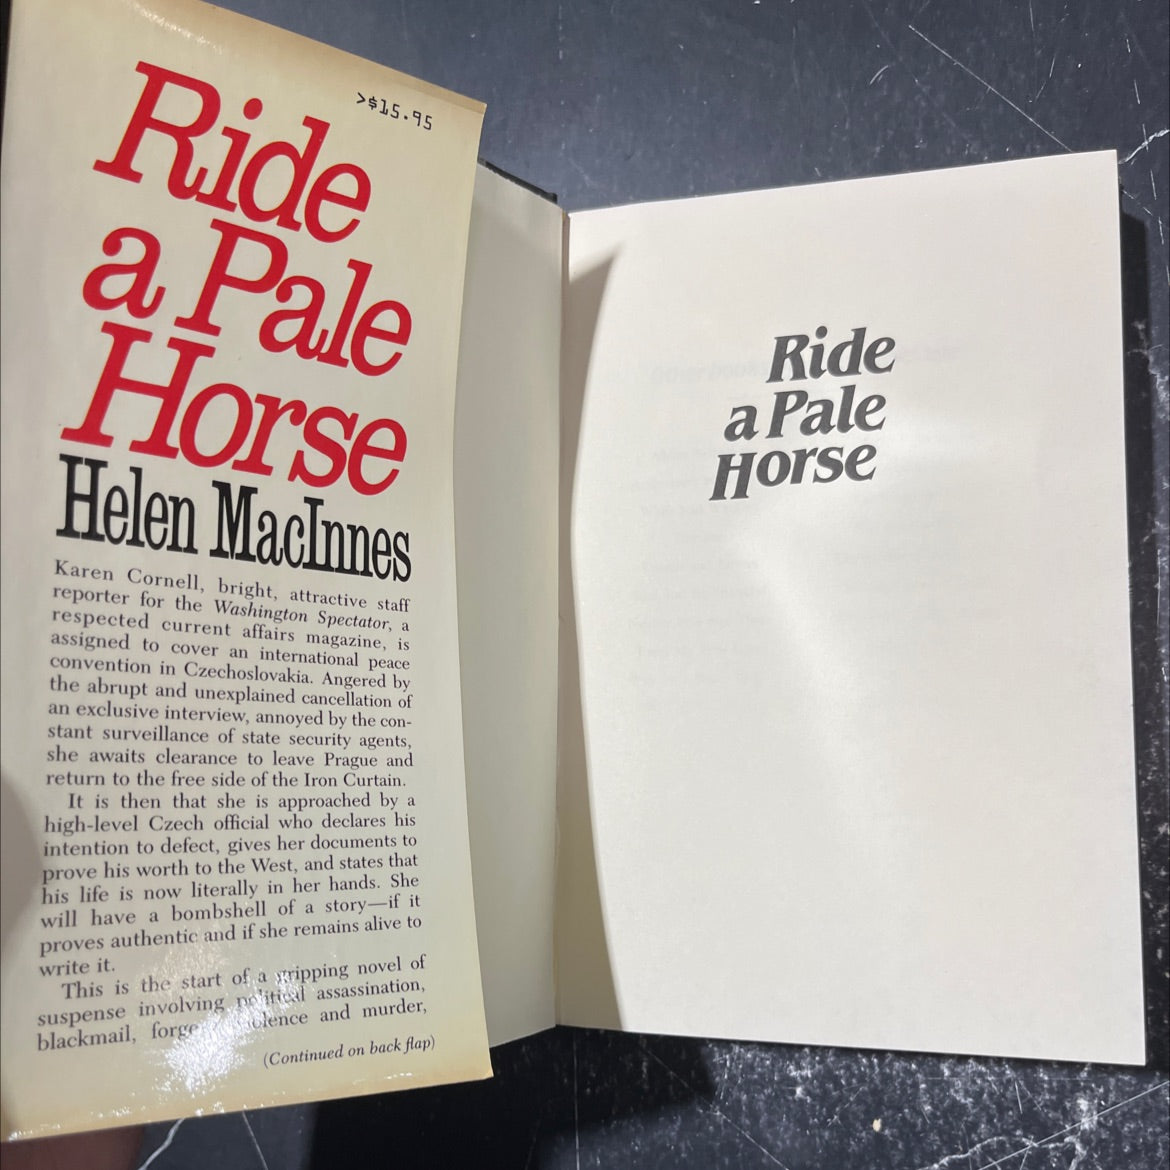 >$15.95
Ride
a Pale
Horse
Helen MacInnes
Karen Cornell, bright, attractive staff
reporter for the Washington Spectator, a
respected current affairs magazine, is
assigned to cover an international peace
convention in Czechoslovakia. Angered by
the abrupt and unexplained cancellation of
an exclusive interview, annoyed by the con-
stant surveillance of state security agents,
she awaits clearance to leave Prague and
return to the free side of the Iron Curtain.
It is then that she is approached by a
high-level Czech official who declares his
intention to defect, gives her documents to
prove his worth to the West, and states that
his life is now literally in her hands. She
will have a bombshell of a story—if it
proves authentic and if she remains alive to
write it.
This is the start of a gripping novel of
suspense involving political assassination,
blackmail, and murder,
(Continued on back flap)
Ride
a Pale
Horse